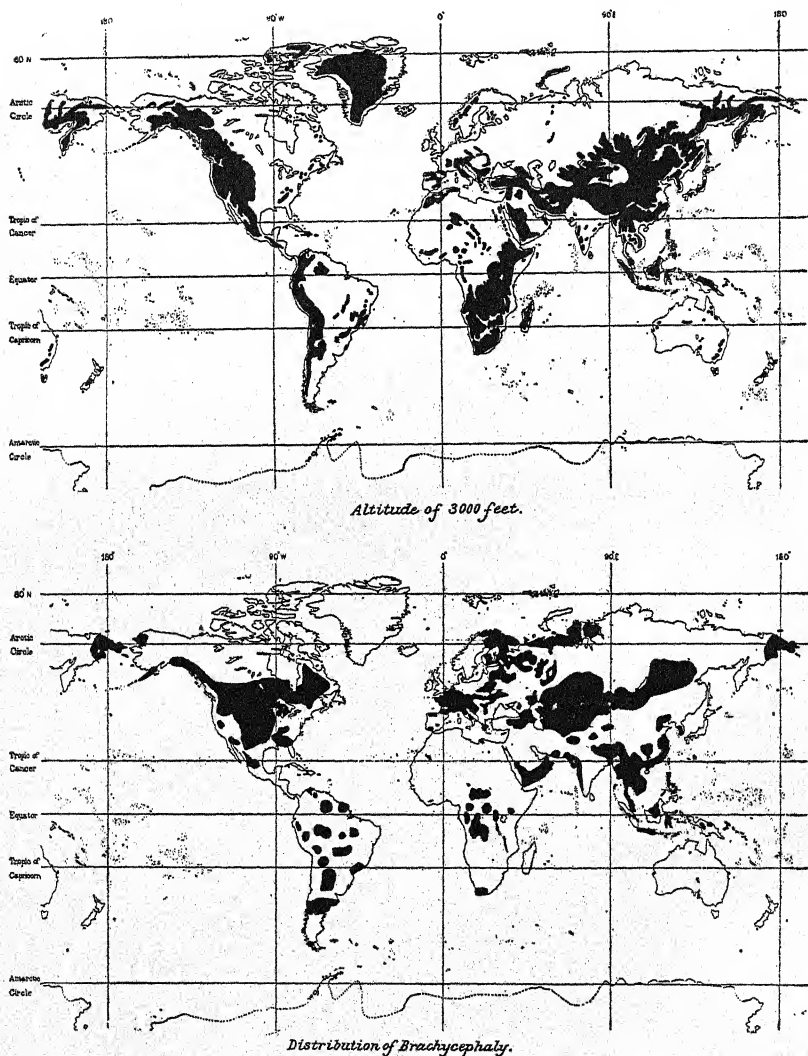 180 90°W 0° 90°E 180
60 N
Arctic
Circle
Tropic of
Cancer
Equator
Tropic of
Capricorn
Antarctic
Circle
Altitude of 3000 feet.
180° 90°W 0° 90°E 180°
80°N
Arctic
Circle
Tropic of
Cancer
Equator
Tropic of
Capricorn
Antarctic
Circle
Distribution of Brachycephaly.